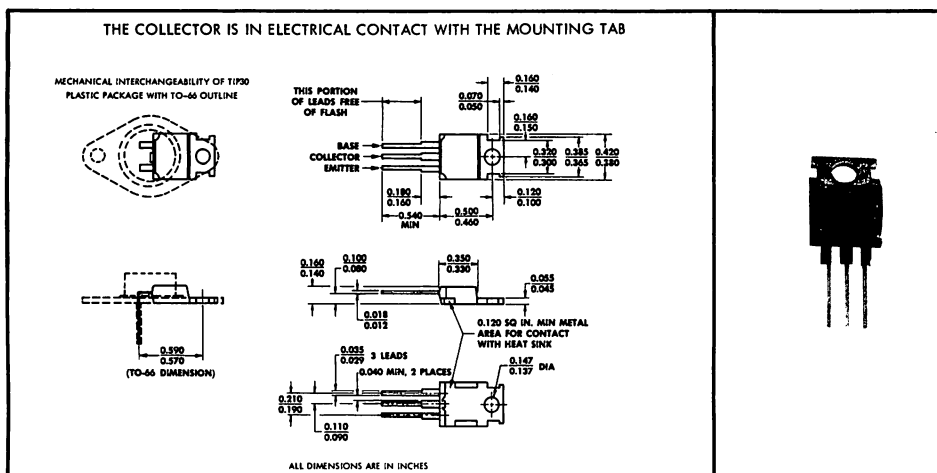 THE COLLECTOR IS IN ELECTRICAL CONTACT WITH THE MOUNTING TAB
MECHANICAL INTERCHANGEABILITY OF TIP30
PLASTIC PACKAGE WITH TO-66 OUTLINE
THIS PORTION
OF LEADS FREE
OF FLASH
BASE
COLLECTOR
EMITTER
0.160
0.140
0.070
0.050
0.160
0.150
0.320
0.300
0.385
0.365
0.420
0.380
0.180
0.160
0.540
MIN
0.500
0.460
0.120
0.100
0.590
0.570
(TO-66 DIMENSION)
0.160
0.140
0.100
0.080
0.350
0.330
0.055
0.045
0.018
0.012
0.120 SQ IN. MIN METAL
AREA FOR CONTACT
WITH HEAT SINK
0.035
0.029 3 LEADS
0.040 MIN, 2 PLACES
0.147
0.137 DIA
0.210
0.190
0.110
0.090
ALL DIMENSIONS ARE IN INCHES